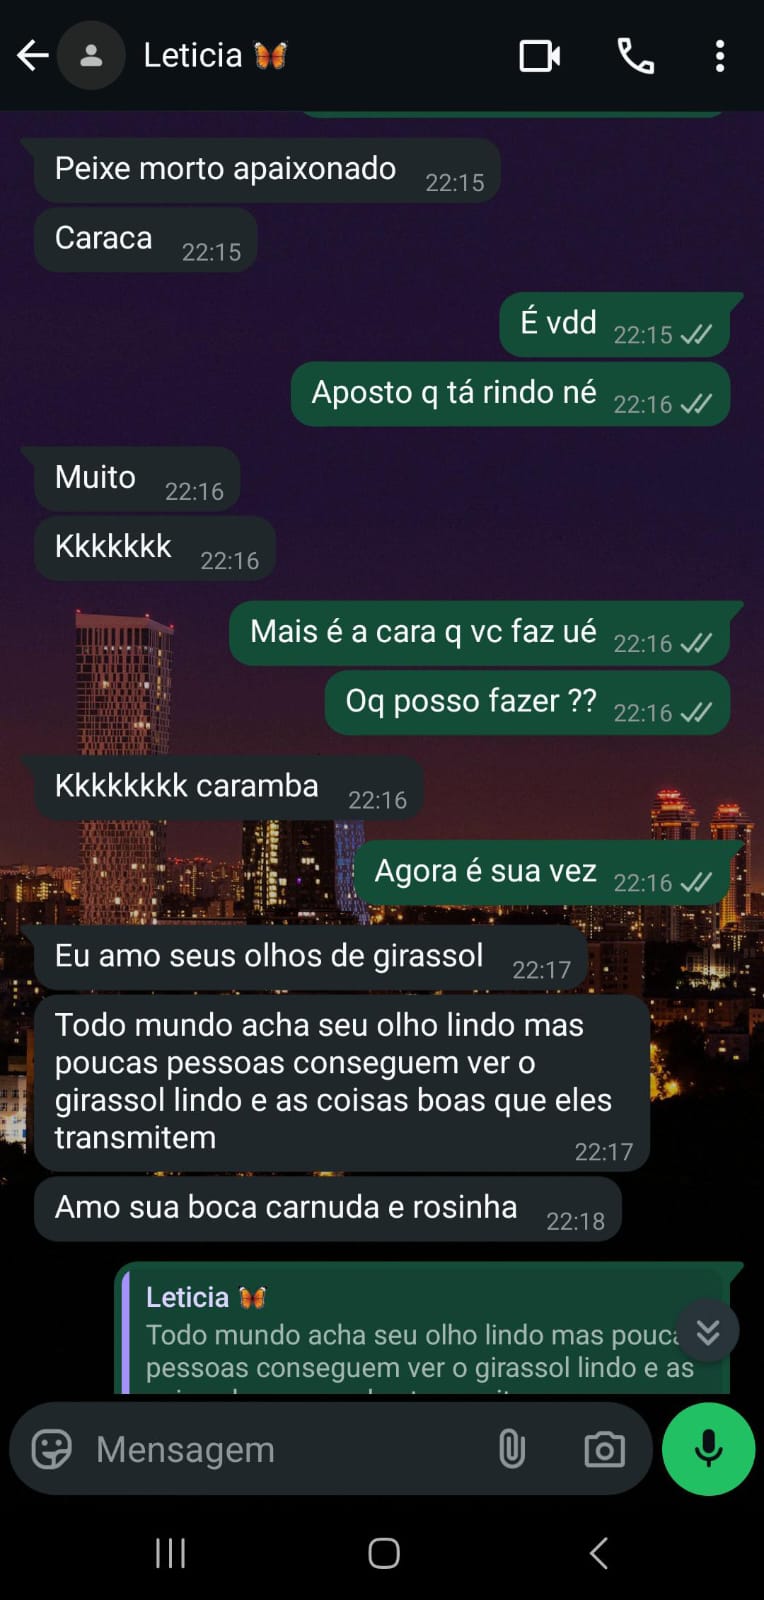 Leticia 🦋
Peixe morto apaixonado 22:15
Caraca 22:15
É vdd 22:15
Aposto q tá rindo né 22:16
Muito 22:16
Kkkkkkk 22:16
Mais é a cara q vc faz ué 22:16
Oq posso fazer ?? 22:16
Kkkkkkkk caramba 22:16
Agora é sua vez 22:16
Eu amo seus olhos de girassol 22:17
Todo mundo acha seu olho lindo mas
poucas pessoas conseguem ver o
girassol lindo e as coisas boas que eles
transmitem 22:17
Amo sua boca carnuda e rosinha 22:18
Leticia 🦋
Todo mundo acha seu olho lindo mas
pessoas conseguem ver o girassol lindo e as
Mensagem